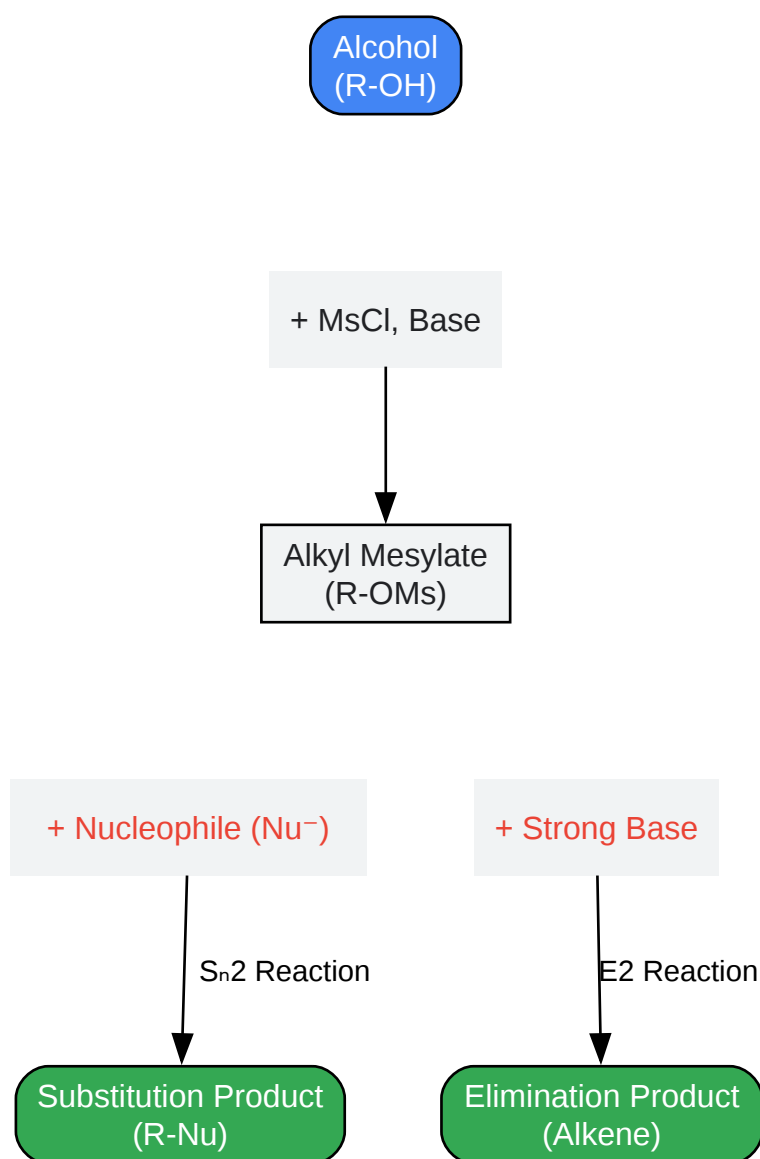 Alcohol
(R-OH)
+ MsCl, Base
Alkyl Mesylate
(R-OMs)
+ Nucleophile (Nu⁻)
+ Strong Base
Sₙ2 Reaction
E2 Reaction
Substitution Product
(R-Nu)
Elimination Product
(Alkene)